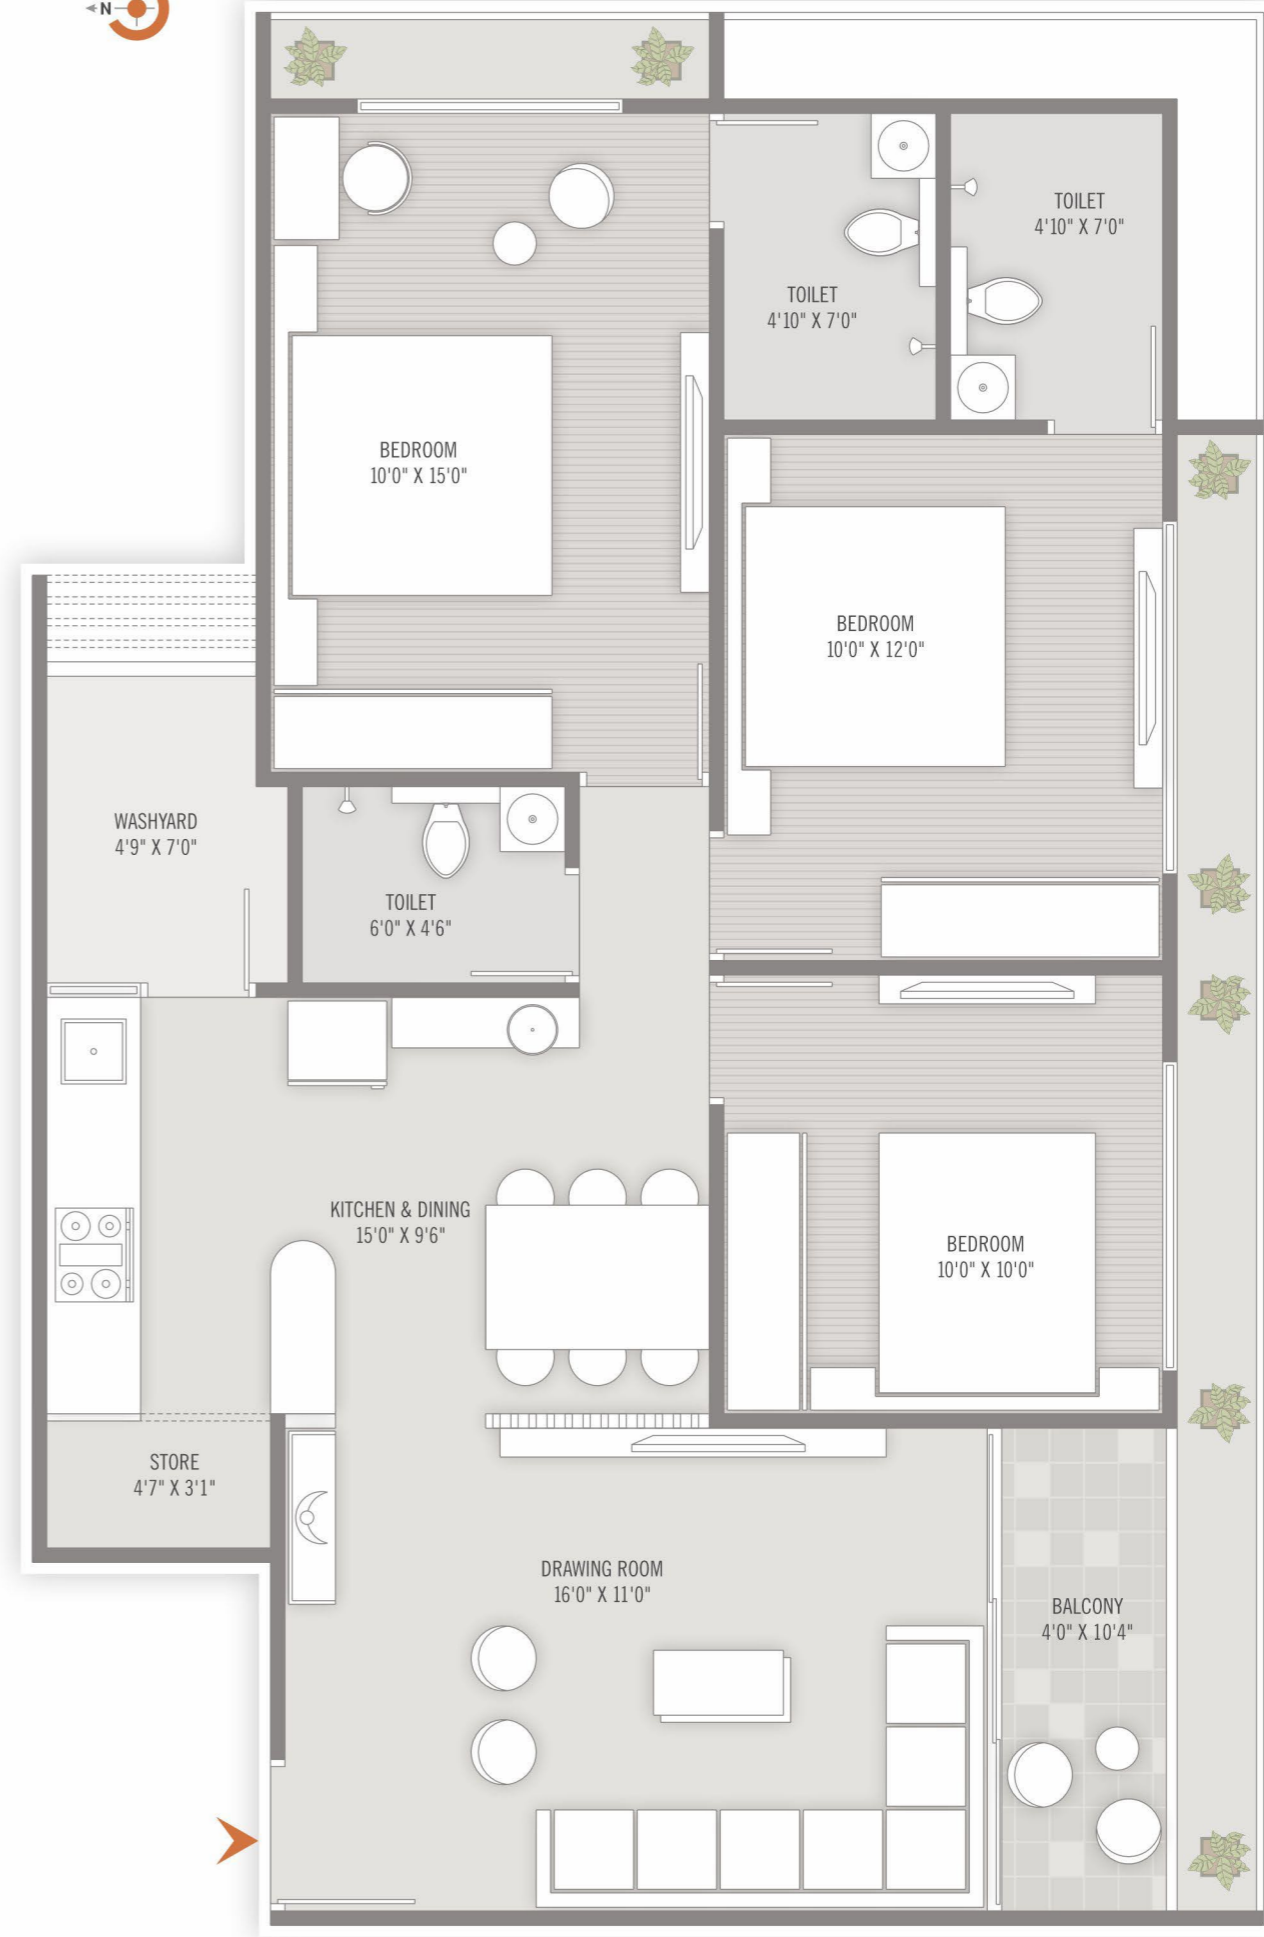 N
TOILET
4'10" X 7'0"
TOILET
4'10" X 7'0"
BEDROOM
10'0" X 15'0"
BEDROOM
10'0" X 12'0"
WASHYARD
4'9" X 7'0"
TOILET
6'0" X 4'6"
KITCHEN & DINING
15'0" X 9'6"
BEDROOM
10'0" X 10'0"
STORE
4'7" X 3'1"
DRAWING ROOM
16'0" X 11'0"
BALCONY
4'0" X 10'4"